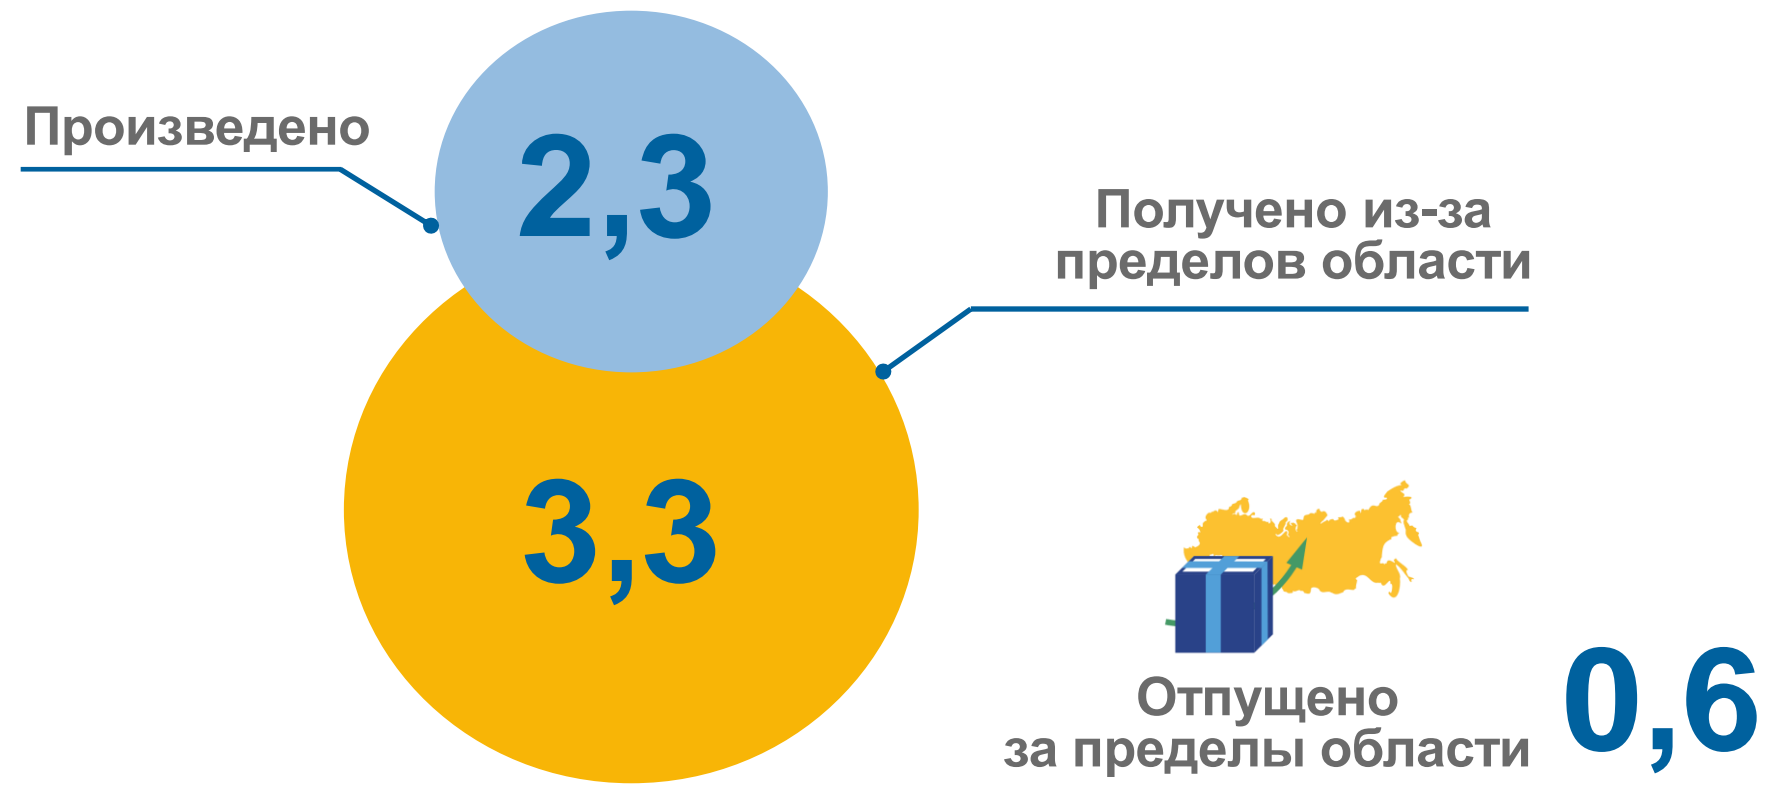 Произведено
2,3
Получено из-за
пределов области
3,3
Отпущено
за пределы области
0,6